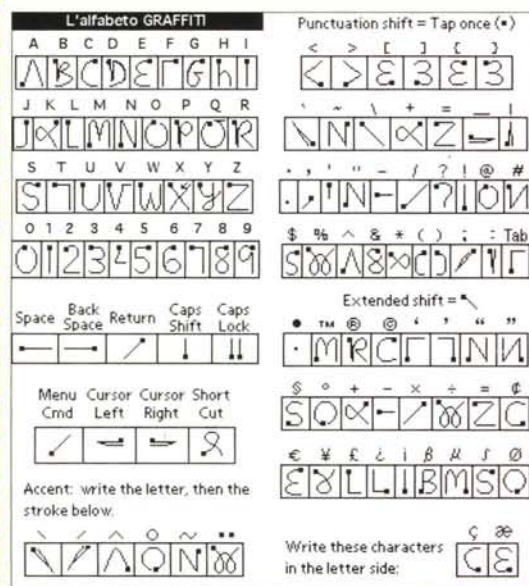 L'alfabeto GRAFFITI
A B C D E F G H I
J K L M N O P Q R
S T U V W X Y Z
0 1 2 3 4 5 6 7 8 9
Space Back Space Return Caps Shift Caps Lock
Menu Cmd Cursor Left Cursor Right Short Cut
Accent: write the letter, then the
stroke below.
\ / ^ ○ ~ ▪▪
Punctuation shift = Tap once (•)
< > [ ] { }
` ~ \ + = _ |
. , ' " - / ? ! @ #
$ % ^ & * ( ) ; : Tab
Extended shift =
• ™ ® © ‘ ’ “ ”
§ ° + − × ÷ = ¢
€ ¥ £ ¿ ¡ β µ ƒ Ø
ç æ
Write these characters
in the letter side: